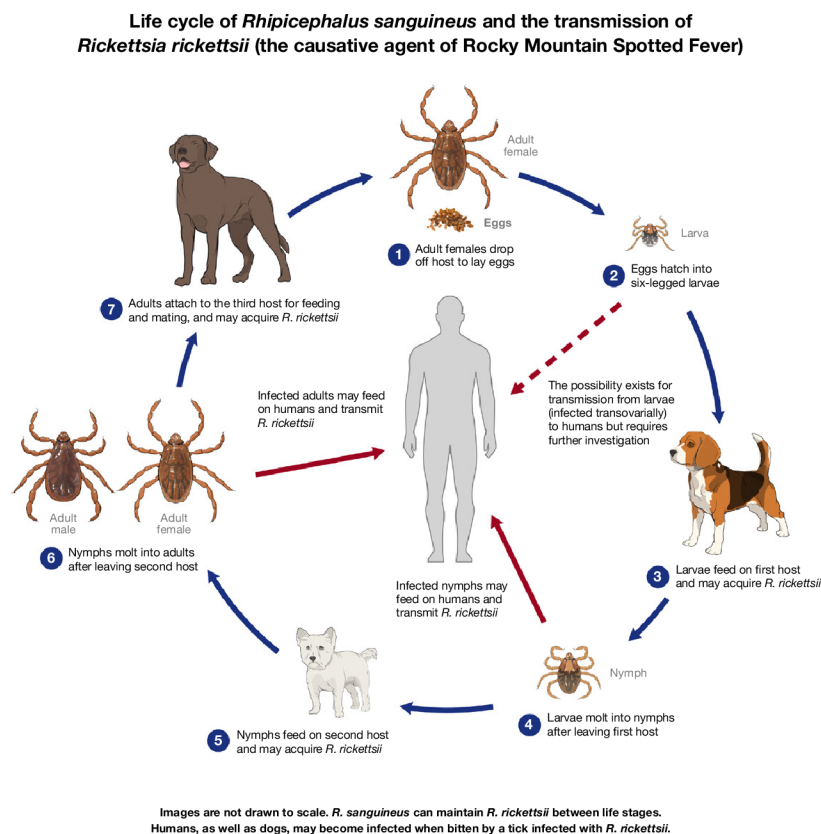 Life cycle of Rhipicephalus sanguineus and the transmission of
Rickettsia rickettsii (the causative agent of Rocky Mountain Spotted Fever)
Adult
female
Eggs
1 Adult females drop
off host to lay eggs
Larva
2 Eggs hatch into
six-legged larvae
7 Adults attach to the third host for feeding
and mating, and may acquire R. rickettsii
Infected adults may feed
on humans and transmit
R. rickettsii
The possibility exists for
transmission from larvae
(infected transovarially)
to humans but requires
further investigation
Adult
male
Adult
female
6 Nymphs molt into adults
after leaving second host
3 Larvae feed on first host
and may acquire R. rickettsii
Infected nymphs may
feed on humans and
transmit R. rickettsii
Nymph
4 Larvae molt into nymphs
after leaving first host
5 Nymphs feed on second host
and may acquire R. rickettsii
Images are not drawn to scale. R. sanguineus can maintain R. rickettsii between life stages.
Humans, as well as dogs, may become infected when bitten by a tick infected with R. rickettsii.